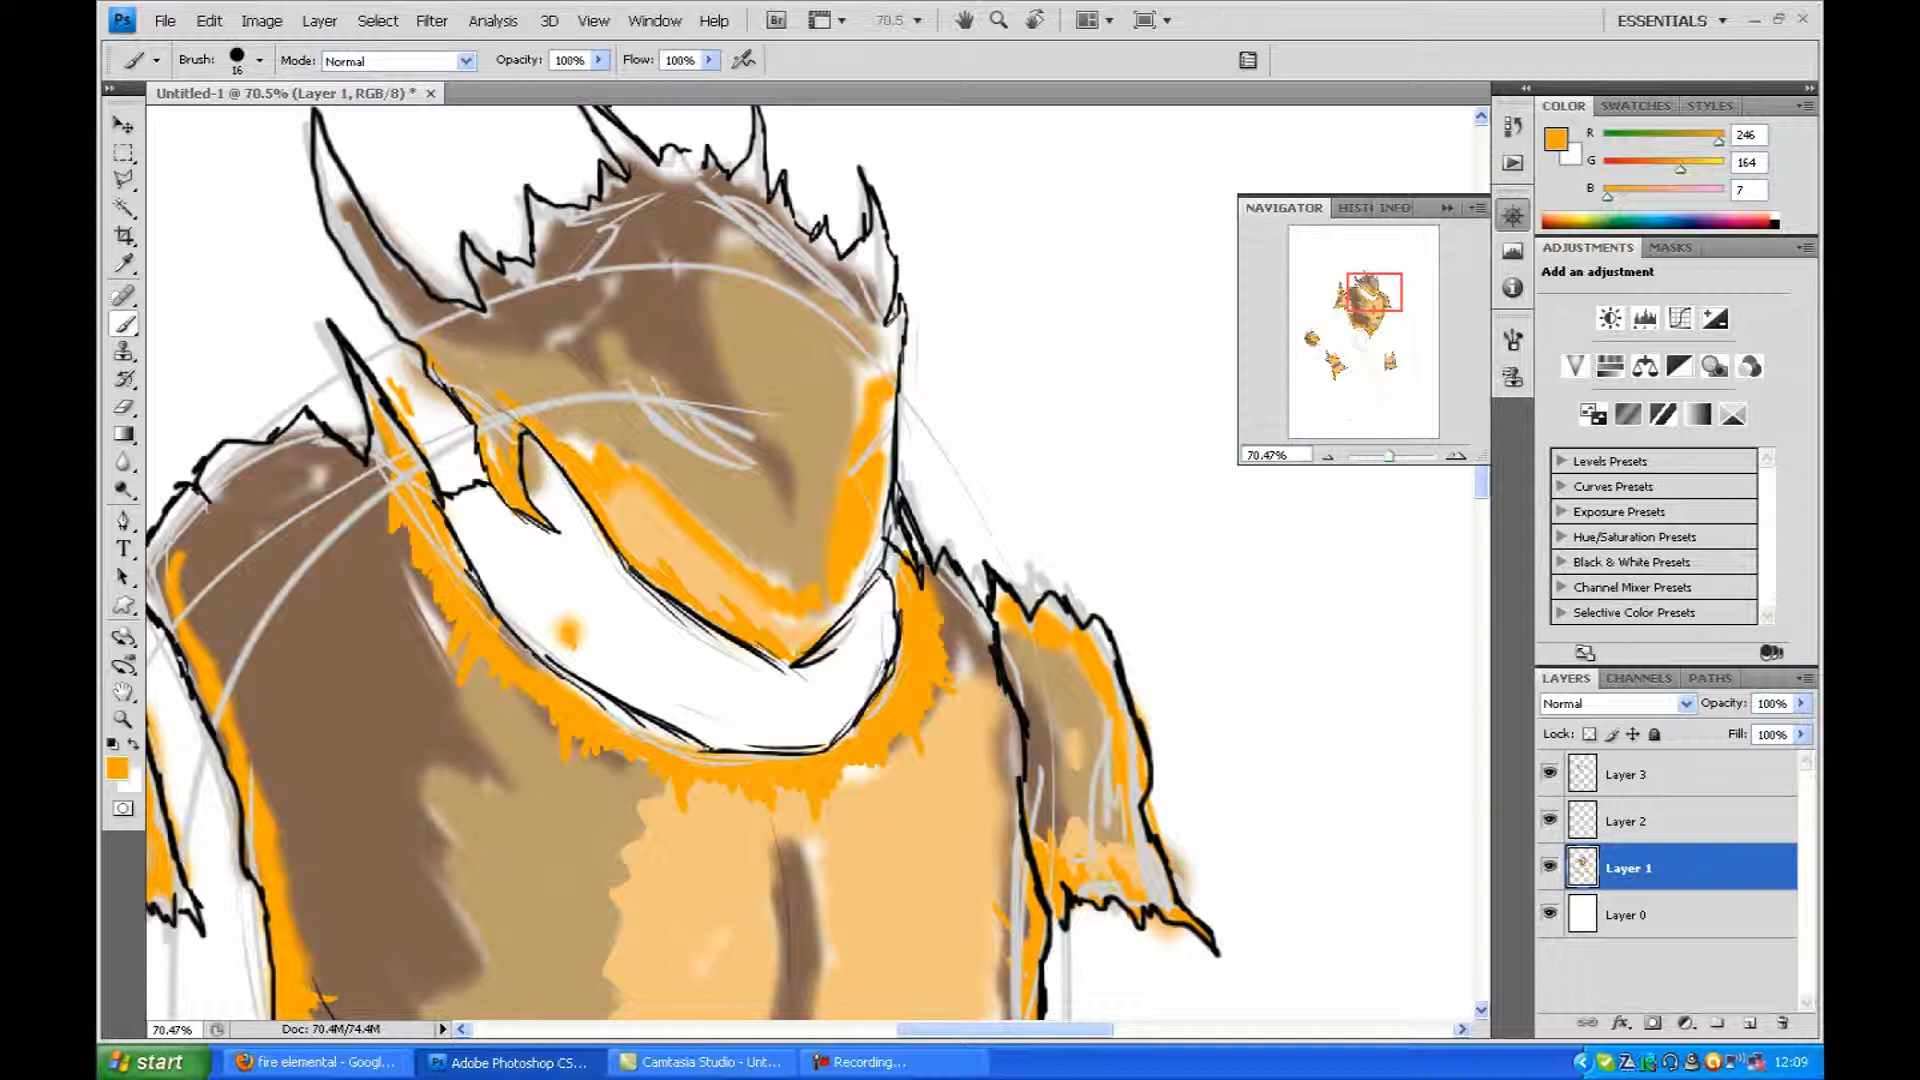 Ps File Edit Image Layer Select Filter Analysis 3D View Window Help Br 70.5 ESSENTIALS
Brush: 16 Mode: Normal Opacity: 100% Flow: 100%
Untitled-1 @ 70.5% (Layer 1, RGB/8) *
COLOR SWATCHES STYLES
R 246
G 164
B 7
NAVIGATOR HIST INFO
70.47%
ADJUSTMENTS MASKS
Add an adjustment
Levels Presets
Curves Presets
Exposure Presets
Hue/Saturation Presets
Black & White Presets
Channel Mixer Presets
Selective Color Presets
LAYERS CHANNELS PATHS
Normal Opacity: 100%
Lock: Fill: 100%
Layer 3
Layer 2
Layer 1
Layer 0
70.47% Doc: 70.4M/74.4M
start fire elemental - Googl... Adobe Photoshop CS... Camtasia Studio - Unt... Recording... 12:09